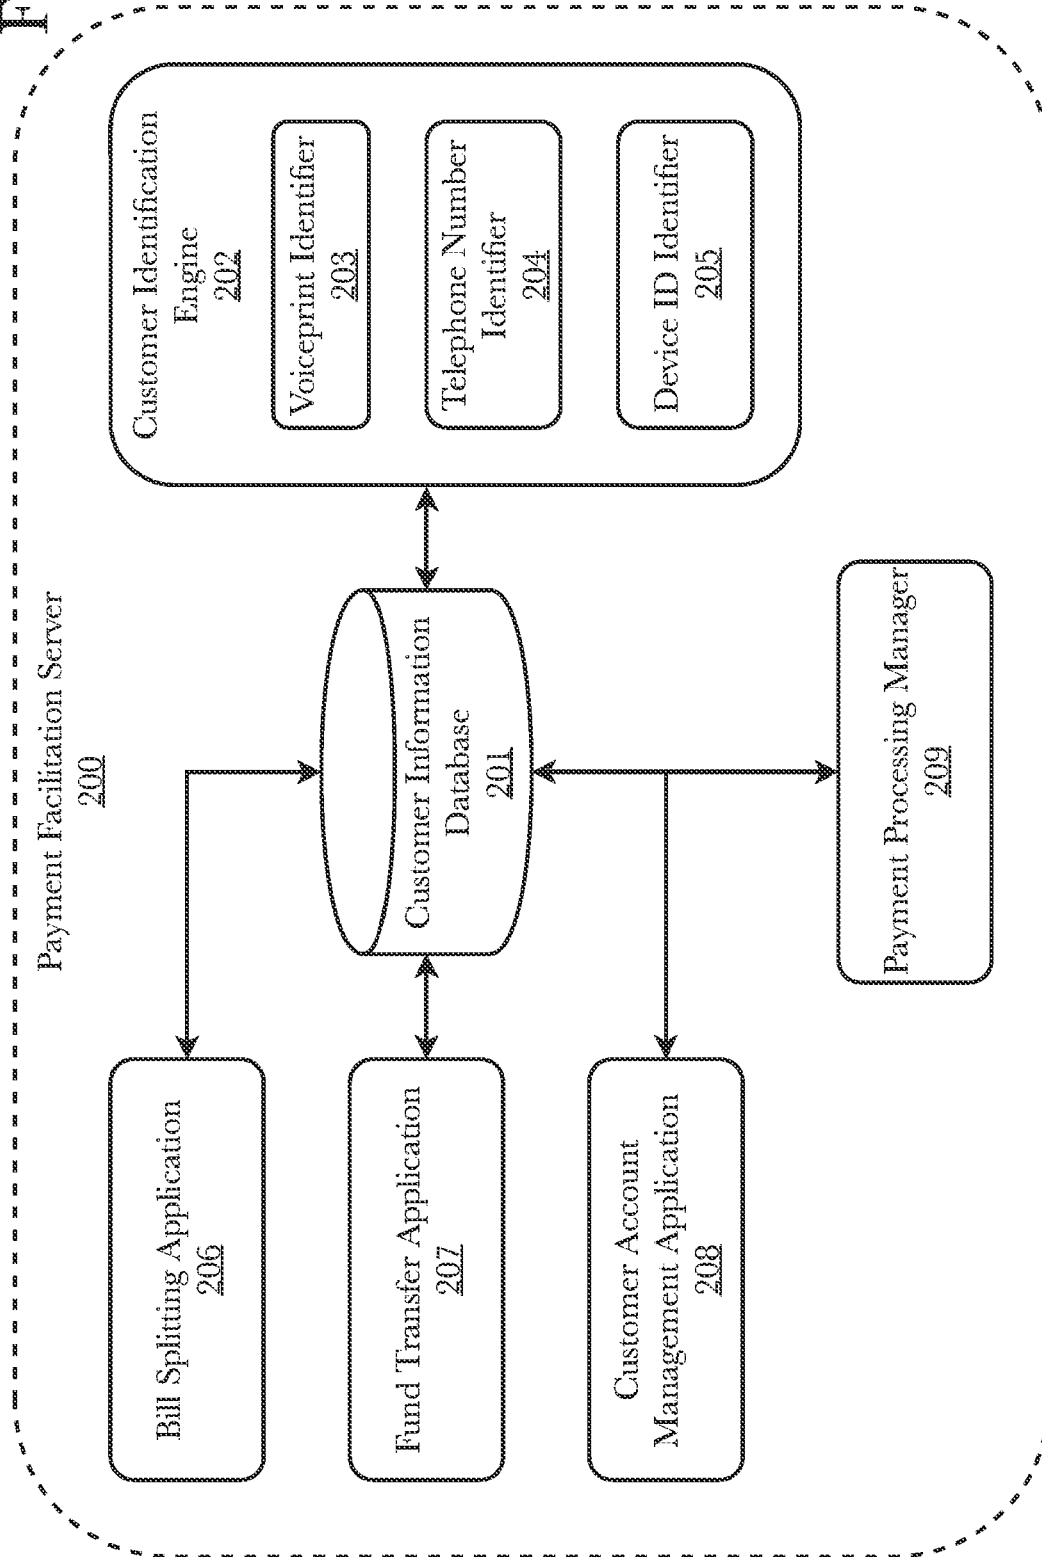 Payment Facilitation Server
200
Bill Splitting Application
206
Fund Transfer Application
207
Customer Account
Management Application
208
Customer Information
Database
201
Customer Identification
Engine
202
Voiceprint Identifier
203
Telephone Number
Identifier
204
Device ID Identifier
205
Payment Processing Manager
209